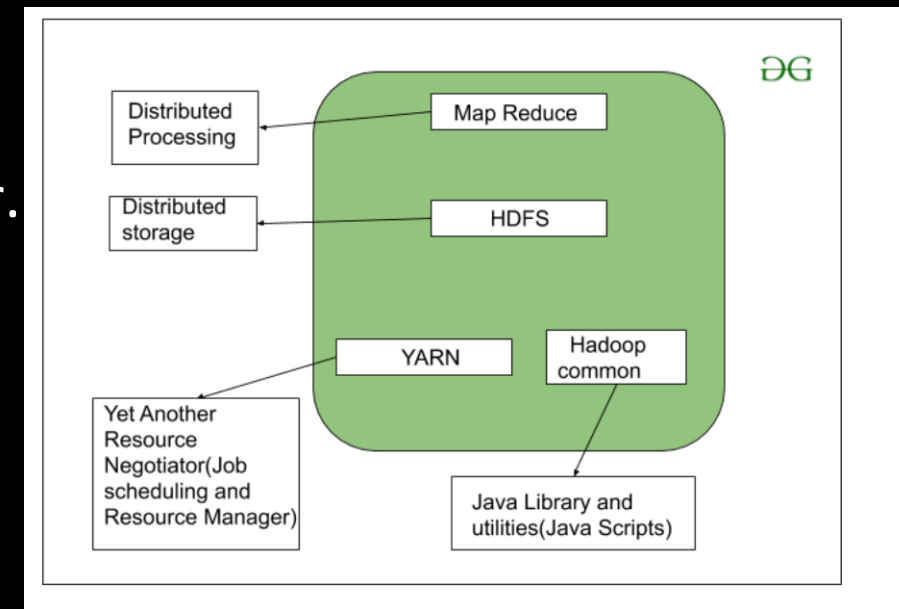 Distributed
Processing
Map Reduce
Distributed
storage
HDFS
YARN
Hadoop
common
Yet Another
Resource
Negotiator(Job
scheduling and
Resource Manager)
Java Library and
utilities(Java Scripts)